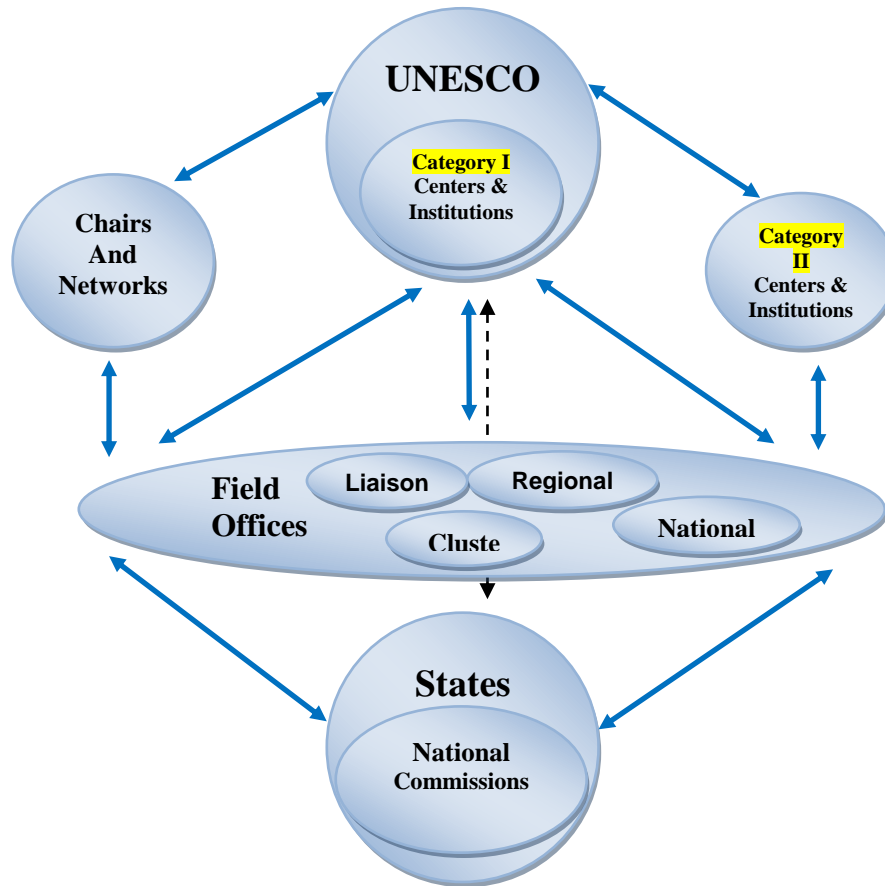 UNESCO
Category I
Centers &
Institutions
Chairs
And
Networks
Category
II
Centers &
Institutions
Field
Offices
Liaison
Regional
Cluste
National
States
National
Commissions